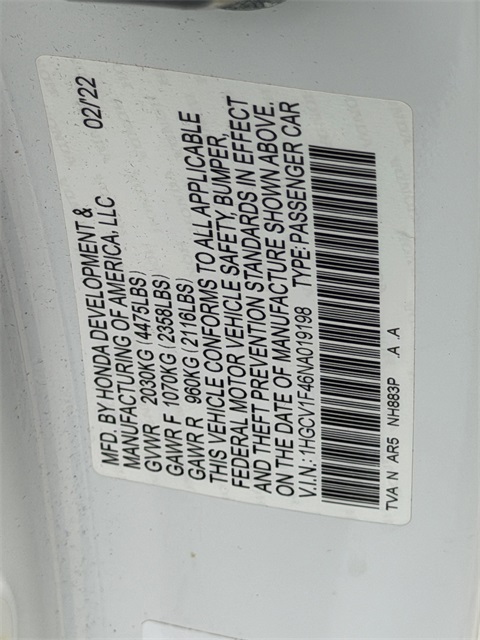 MFD. BY HONDA DEVELOPMENT & 02/'22
MANUFACTURING OF AMERICA, LLC
GVWR 2030KG (4475LBS)
GAWR F 1070KG (2358LBS)
GAWR R 960KG (2116LBS)
THIS VEHICLE CONFORMS TO ALL APPLICABLE
FEDERAL MOTOR VEHICLE SAFETY, BUMPER,
AND THEFT PREVENTION STANDARDS IN EFFECT
ON THE DATE OF MANUFACTURE SHOWN ABOVE.
V.I.N.: 1HGCV1F46NA019198 TYPE: PASSENGER CAR
TVA N AR5 NH883P .A .A